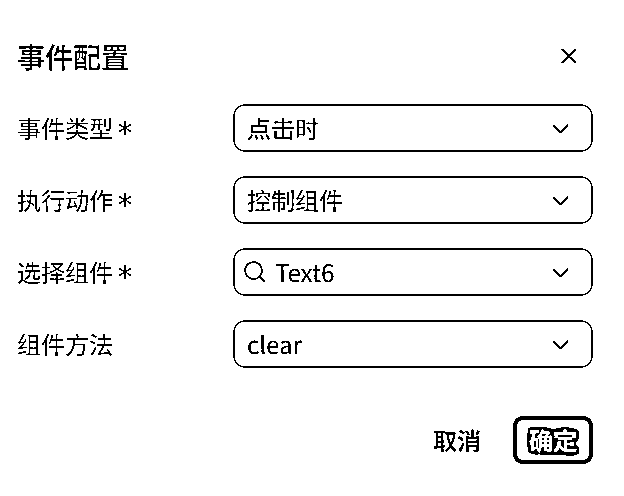 事件配置
事件类型*
点击时
执行动作*
控制组件
选择组件*
Text6
组件方法
clear
取消
确定